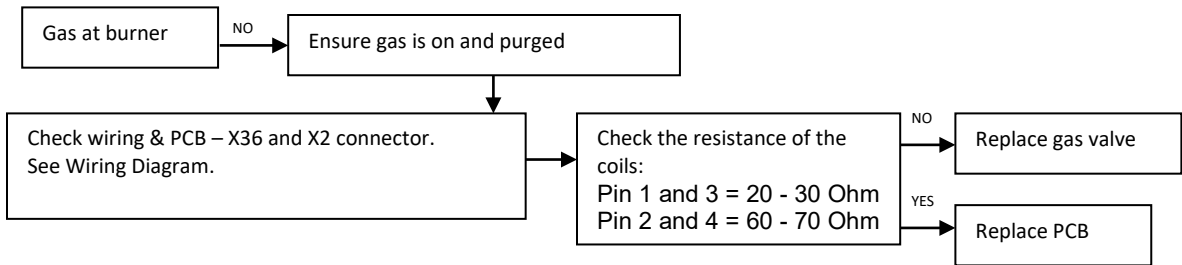 Gas at burner
NO
Ensure gas is on and purged
Check wiring & PCB – X36 and X2 connector.
See Wiring Diagram.
Check the resistance of the
coils:
Pin 1 and 3 = 20 - 30 Ohm
Pin 2 and 4 = 60 - 70 Ohm
NO
Replace gas valve
YES
Replace PCB